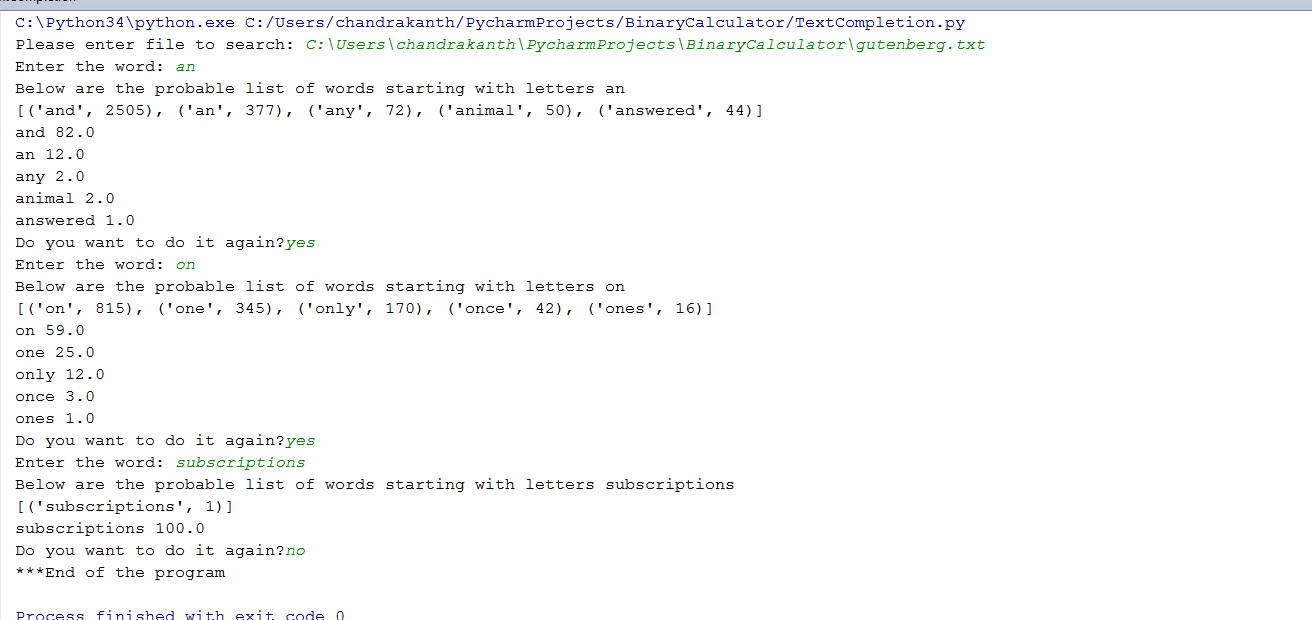 C:\Python34\python.exe C:/Users/chandrakanth/PycharmProjects/BinaryCalculator/TextCompletion.py
Please enter file to search: C:\Users\chandrakanth\PycharmProjects\BinaryCalculator\gutenberg.txt
Enter the word: an
Below are the probable list of words starting with letters an
[('and', 2505), ('an', 377), ('any', 72), ('animal', 50), ('answered', 44)]
and 82.0
an 12.0
any 2.0
animal 2.0
answered 1.0
Do you want to do it again?yes
Enter the word: on
Below are the probable list of words starting with letters on
[('on', 815), ('one', 345), ('only', 170), ('once', 42), ('ones', 16)]
on 59.0
one 25.0
only 12.0
once 3.0
ones 1.0
Do you want to do it again?yes
Enter the word: subscriptions
Below are the probable list of words starting with letters subscriptions
[('subscriptions', 1)]
subscriptions 100.0
Do you want to do it again?no
***End of the program
Process finished with exit code 0